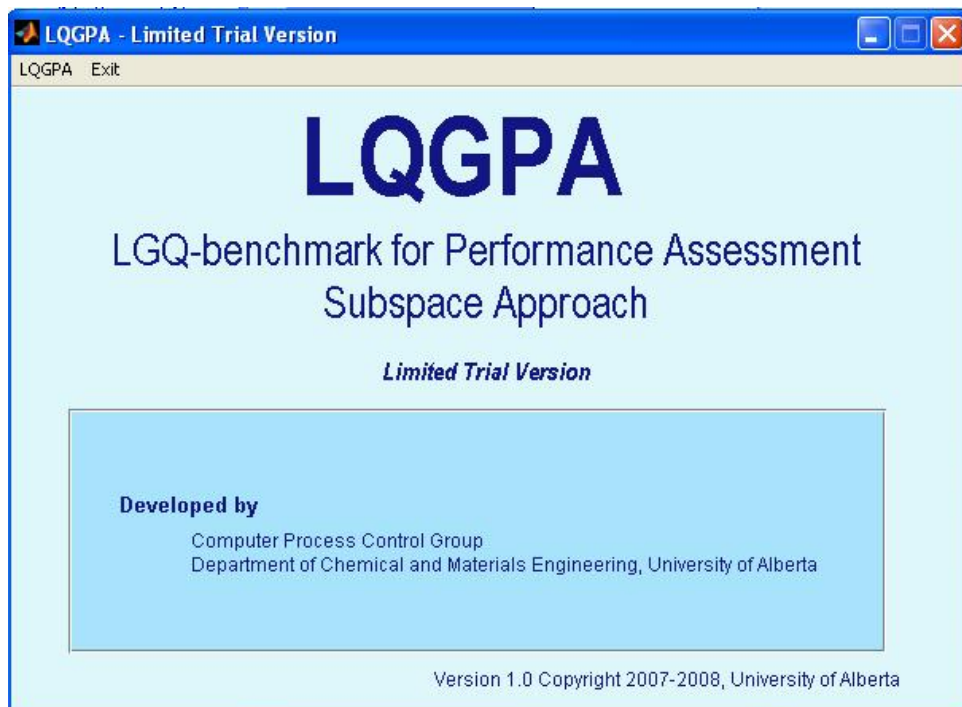 LQGPA - Limited Trial Version
LQGPA Exit
LQGPA
LGQ-benchmark for Performance Assessment
Subspace Approach
Limited Trial Version
Developed by
Computer Process Control Group
Department of Chemical and Materials Engineering, University of Alberta
Version 1.0 Copyright 2007-2008, University of Alberta